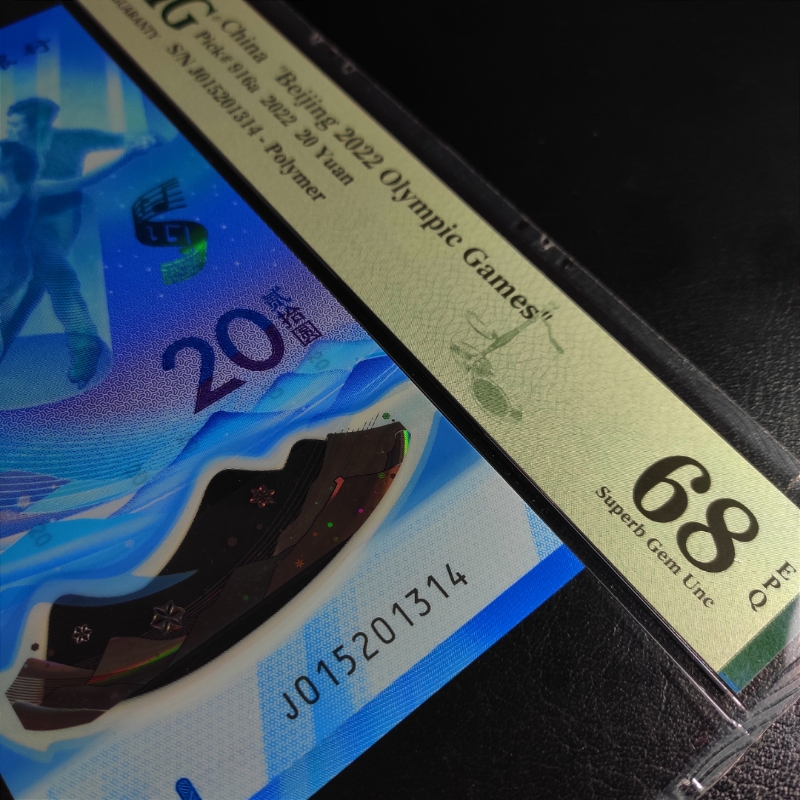 China "Beijing 2022 Olympic Games"
Pick# 916a 2022 20 Yuan
S/N J015201314 - Polymer
GUARANTY
68
EPQ
Superb Gem Unc
20
贰拾圆
J015201314